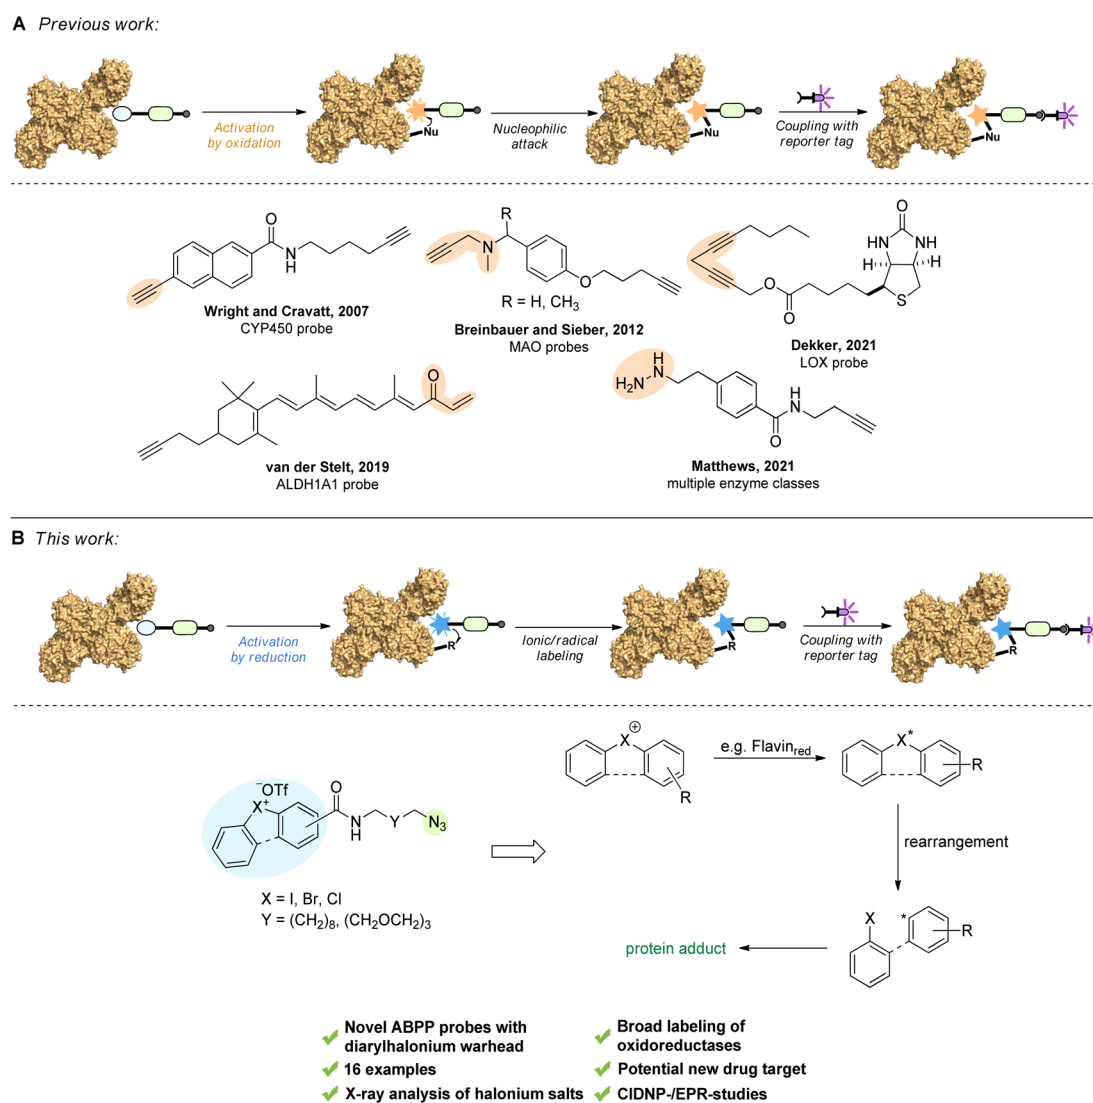 A Previous work:
Activation
by oxidation
Nu
Nucleophilic
attack
Nu
Coupling with
reporter tag
Nu
O
N
H
Wright and Cravatt, 2007
CYP450 probe
R
N
O
R = H, CH3
Breinbauer and Sieber, 2012
MAO probes
O
HN NH
H H
S
O
O
Dekker, 2021
LOX probe
O
van der Stelt, 2019
ALDH1A1 probe
H
N
H2N
H
N
O
Matthews, 2021
multiple enzyme classes
B This work:
Activation
by reduction
R
Ionic/radical
labeling
R
Coupling with
reporter tag
R
−OTf
X+
O
N
H
Y
N3
X = I, Br, Cl
Y = (CH2)8, (CH2OCH2)3
X⊕
R
e.g. Flavinred
X*
R
rearrangement
X
*
R
protein adduct
Novel ABPP probes with
diarylhalonium warhead
16 examples
X-ray analysis of halonium salts
Broad labeling of
oxidoreductases
Potential new drug target
CIDNP-/EPR-studies